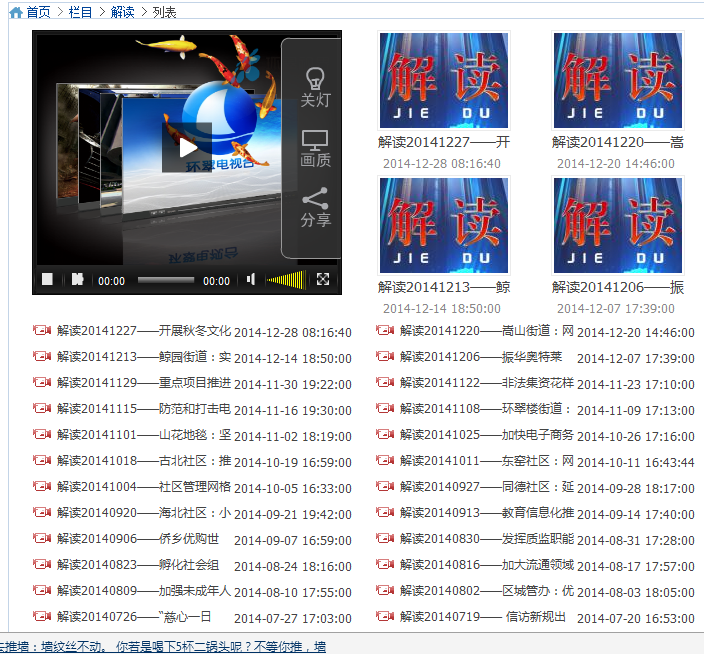 首页 > 栏目 > 解读 > 列表
关灯
画质
分享
环翠电视台
00:00 00:00
解读
JIE DU
解读20141227——开
2014-12-28 08:16:40
解读
JIE DU
解读20141220——嵩
2014-12-20 14:46:00
解读
JIE DU
解读20141213——鲸
2014-12-14 18:50:00
解读
JIE DU
解读20141206——振
2014-12-07 17:39:00
解读20141227——开展秋冬文化 2014-12-28 08:16:40
解读20141220——嵩山街道：网 2014-12-20 14:46:00
解读20141213——鲸园街道：实 2014-12-14 18:50:00
解读20141206——振华奥特莱 2014-12-07 17:39:00
解读20141129——重点项目推进 2014-11-30 19:22:00
解读20141122——非法集资花样 2014-11-23 17:10:00
解读20141115——防范和打击电 2014-11-16 19:30:00
解读20141108——环翠楼街道： 2014-11-09 17:13:00
解读20141101——山花地毯：坚 2014-11-02 18:19:00
解读20141025——加快电子商务 2014-10-26 17:16:00
解读20141018——古北社区：推 2014-10-19 16:59:00
解读20141011——东窑社区：网 2014-10-11 16:43:44
解读20141004——社区管理网格 2014-10-05 16:33:00
解读20140927——同德社区：延 2014-09-28 18:17:00
解读20140920——海北社区：小 2014-09-21 19:42:00
解读20140913——教育信息化推 2014-09-14 17:40:00
解读20140906——侨乡优购世 2014-09-07 16:59:00
解读20140830——发挥质监职能 2014-08-31 17:28:00
解读20140823——孵化社会组 2014-08-24 18:16:00
解读20140816——加大流通领域 2014-08-17 17:57:00
解读20140809——加强未成年人 2014-08-10 17:55:00
解读20140802——区城管办：优 2014-08-03 18:05:00
解读20140726——“慈心一日 2014-07-27 17:03:00
解读20140719—— 信访新规出 2014-07-20 16:53:00
去推墙：墙纹丝不动。 你若是喝下5杯二锅头呢？不等你推，墙